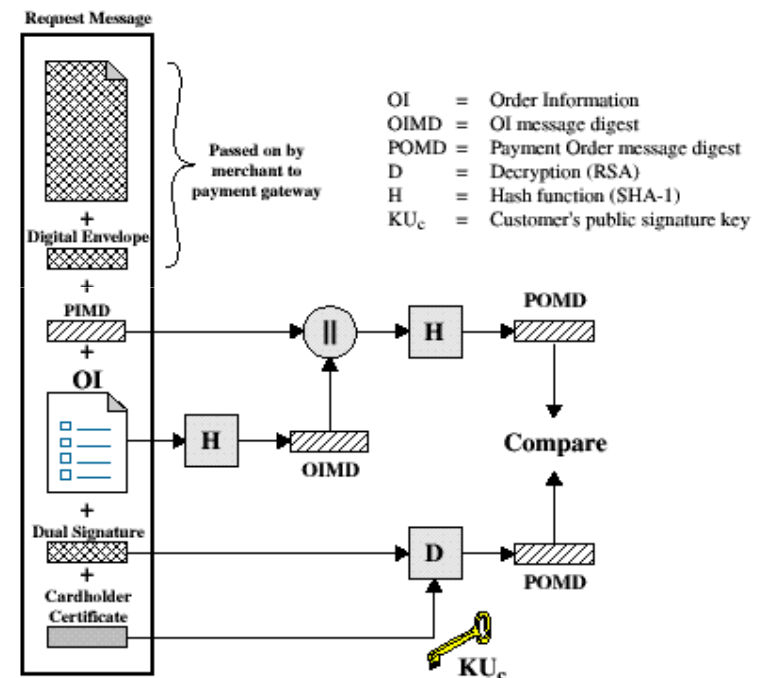 Request Message
OI = Order Information
OIMD = OI message digest
POMD = Payment Order message digest
D = Decryption (RSA)
H = Hash function (SHA-1)
KUc = Customer's public signature key
Passed on by
merchant to
payment gateway
+
Digital Envelope
+
PIMD
+
OI
||
H
POMD
H
OIMD
Compare
+
Dual Signature
+
Cardholder
Certificate
D
POMD
KUc